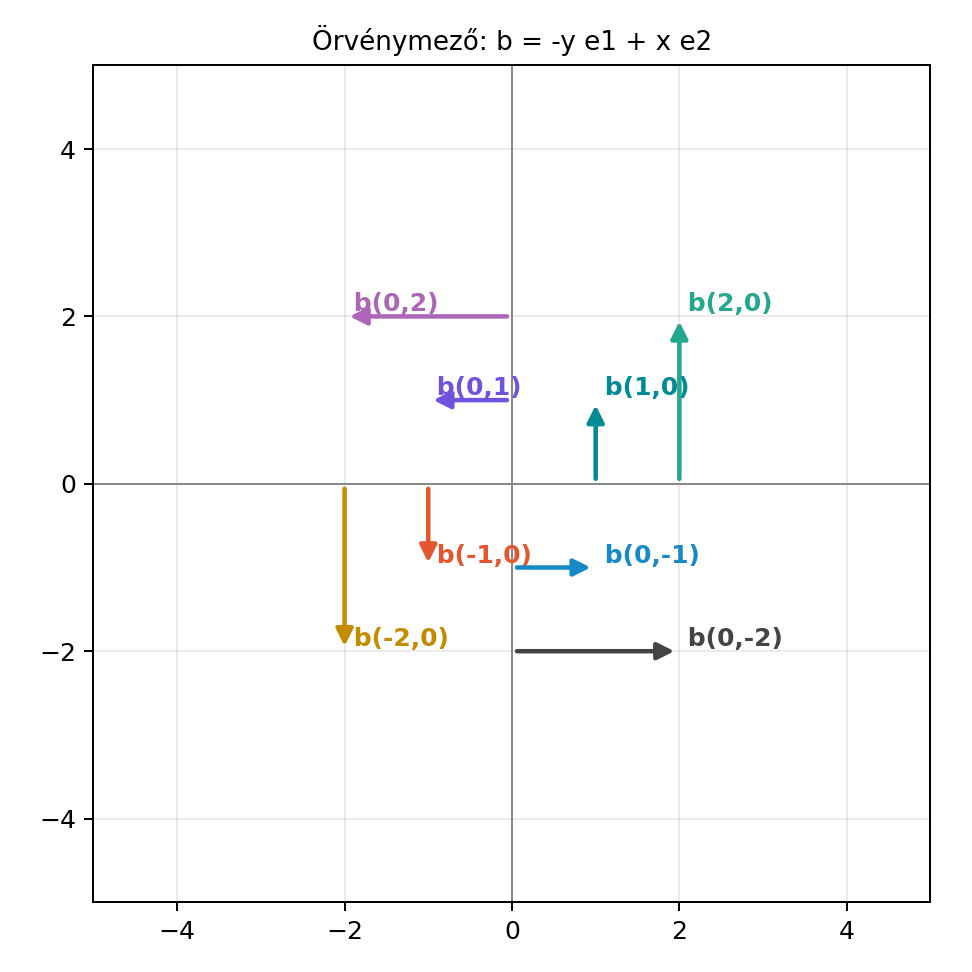 Örvénymező: b = -y e1 + x e2
4
b(0,2)
b(2,0)
2
b(0,1)
b(1,0)
0
b(-1,0)
b(0,-1)
b(-2,0)
b(0,-2)
−2
−4
−4
−2
0
2
4